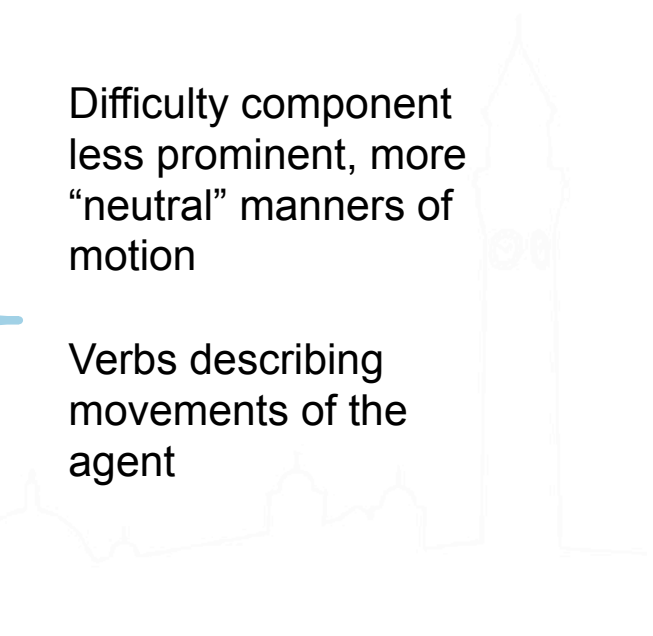 Difficulty component
less prominent, more
“neutral” manners of
motion
Verbs describing
movements of the
agent